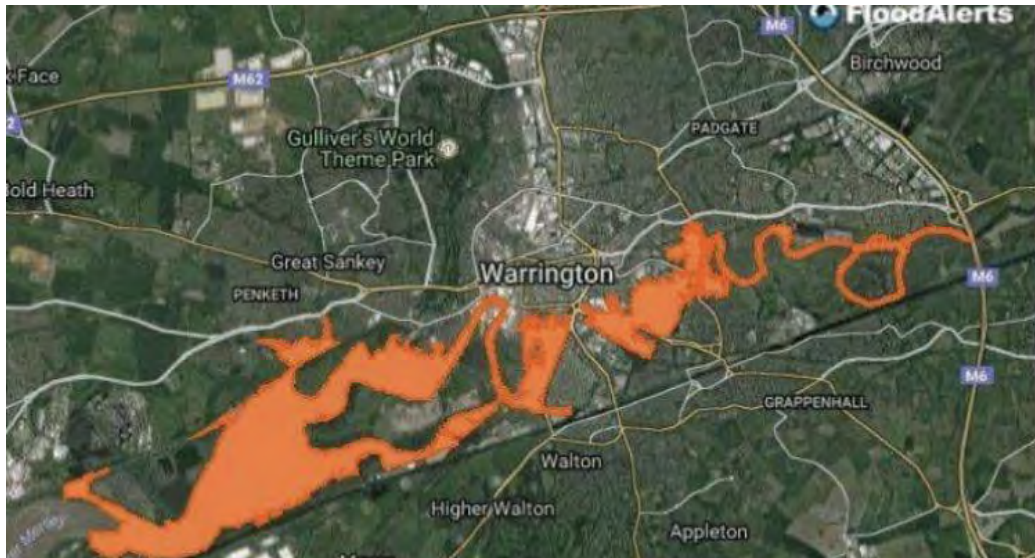 FloodAlerts
M6
Birchwood
Face
M62
PADGATE
Gulliver's World
Theme Park
Bold Heath
Great Sankey
Warrington
PENKETH
M6
M6
GRAPPENHALL
Walton
Higher Walton
Appleton
Mersey